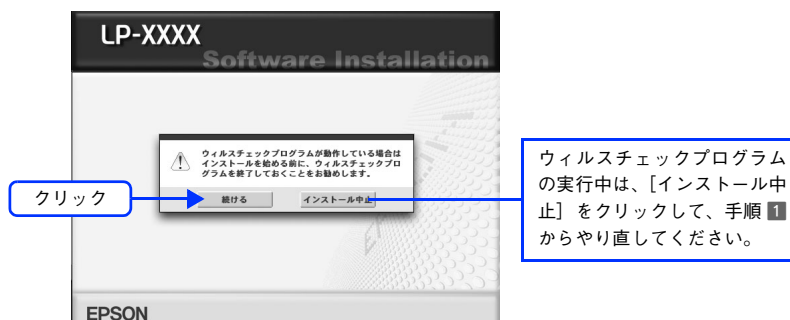 LP-XXXX
Software Installation
ウィルスチェックプログラムが動作している場合は
インストールを始める前に、ウィルスチェックプロ
グラムを終了しておくことをお勧めします。
続ける
インストール中止
クリック
ウィルスチェックプログラム
の実行中は、[インストール中
止]をクリックして、手順 1
からやり直してください。
EPSON